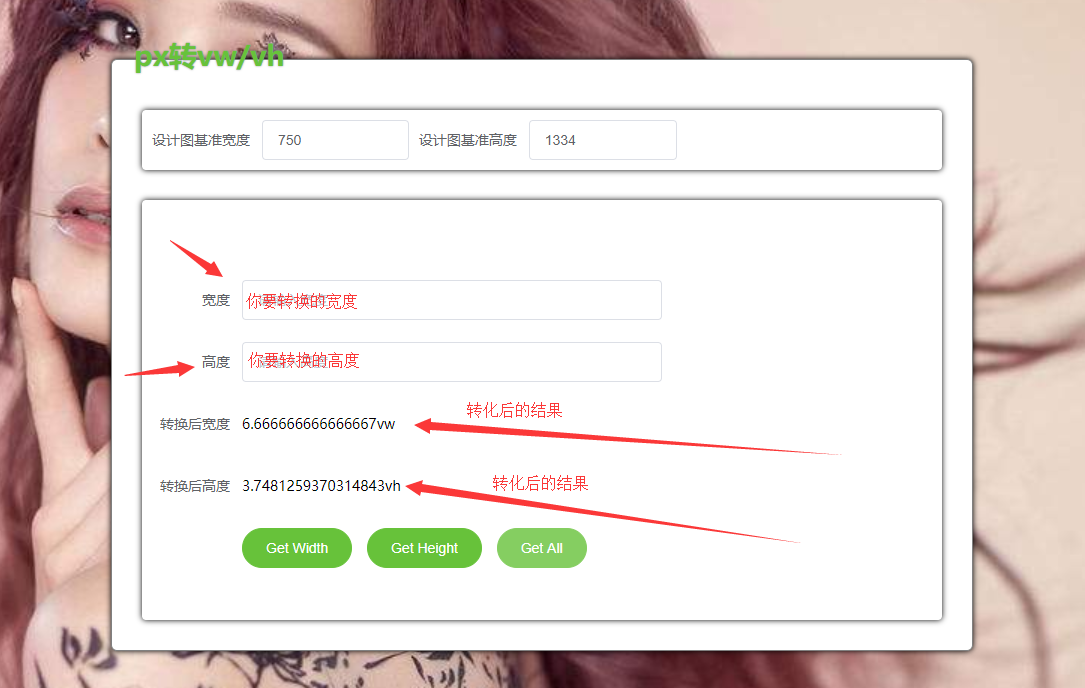 px转vw/vh
设计图基准宽度 750 设计图基准高度 1334
宽度 你要转换的宽度
高度 你要转换的高度
转化后的结果
转换后宽度 6.666666666666667vw
转化后的结果
转换后高度 3.7481259370314843vh
Get Width Get Height Get All